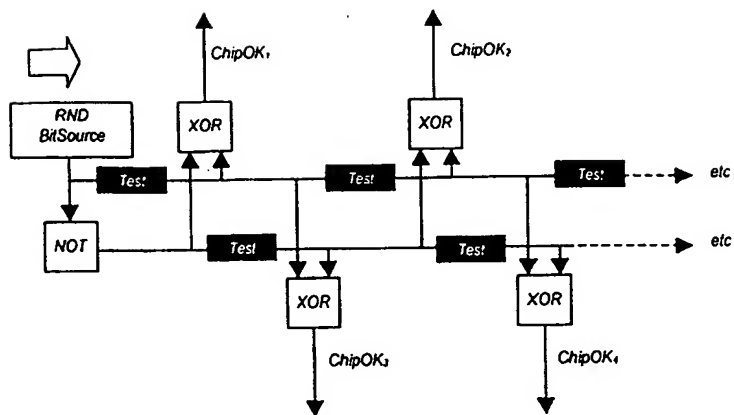 ChipOK₁
ChipOK₂
RND
BitSource
XOR
XOR
Test
Test
Test
etc
NOT
Test
Test
etc
XOR
XOR
ChipOK₃
ChipOK₄